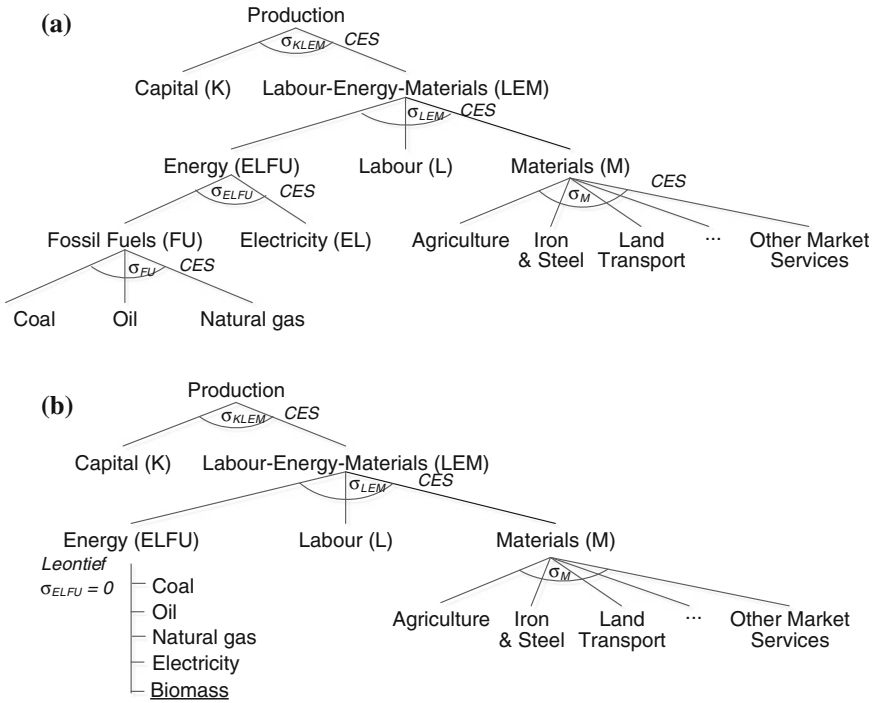 (a)
Production
σKLEM CES
Capital (K) Labour-Energy-Materials (LEM)
σLEM CES
Energy (ELFU) Labour (L) Materials (M)
σELFU CES σM CES
Fossil Fuels (FU) Electricity (EL) Agriculture Iron & Steel Land Transport ... Other Market Services
σFU CES
Coal Oil Natural gas
(b)
Production
σKLEM CES
Capital (K) Labour-Energy-Materials (LEM)
σLEM CES
Energy (ELFU) Labour (L) Materials (M)
Leontief
σELFU = 0
σM
Coal
Oil
Natural gas
Electricity
Biomass
Agriculture Iron & Steel Land Transport ... Other Market Services